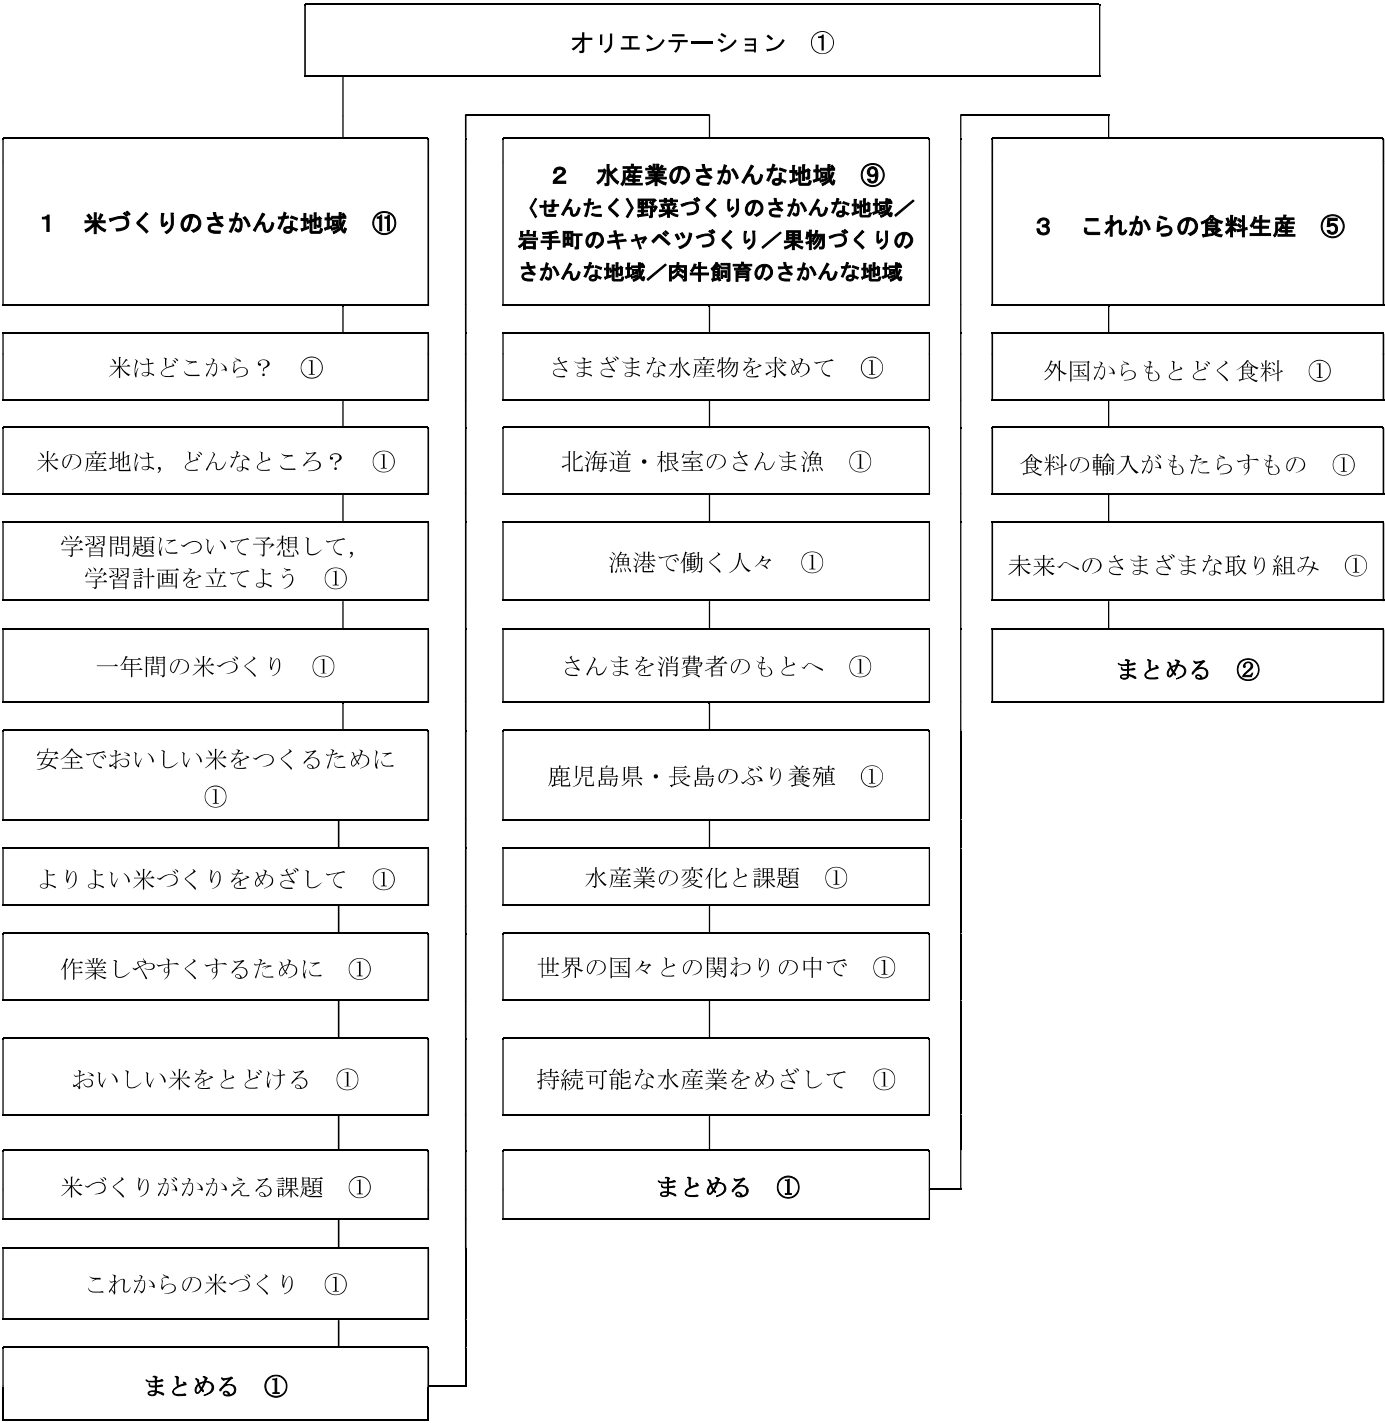 オリエンテーション ①
1 米づくりのさかんな地域 ⑪
米はどこから？ ①
米の産地は，どんなところ？ ①
学習問題について予想して，
学習計画を立てよう ①
一年間の米づくり ①
安全でおいしい米をつくるために
①
よりよい米づくりをめざして ①
作業しやすくするために ①
おいしい米をとどける ①
米づくりがかかえる課題 ①
これからの米づくり ①
まとめる ①
2 水産業のさかんな地域 ⑨
〈せんたく〉野菜づくりのさかんな地域／
岩手町のキャベツづくり／果物づくりの
さかんな地域／肉牛飼育のさかんな地域
さまざまな水産物を求めて ①
北海道・根室のさんま漁 ①
漁港で働く人々 ①
さんまを消費者のもとへ ①
鹿児島県・長島のぶり養殖 ①
水産業の変化と課題 ①
世界の国々との関わりの中で ①
持続可能な水産業をめざして ①
まとめる ①
3 これからの食料生産 ⑤
外国からもとどく食料 ①
食料の輸入がもたらすもの ①
未来へのさまざまな取り組み ①
まとめる ②